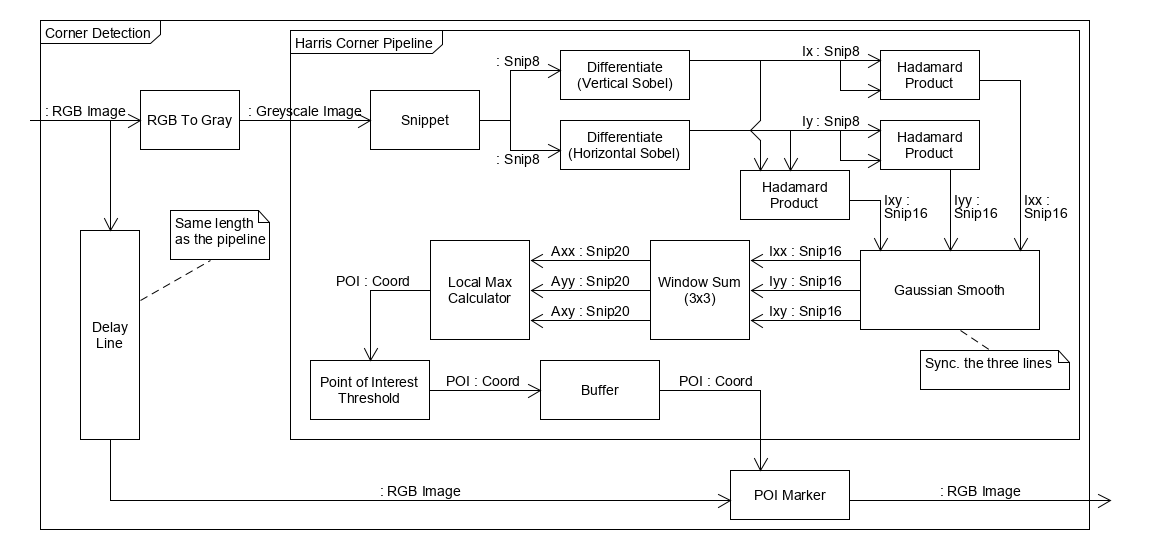 Corner Detection
Harris Corner Pipeline
: RGB Image
RGB To Gray
: Greyscale Image
Snippet
: Snip8
: Snip8
Differentiate
(Vertical Sobel)
Differentiate
(Horizontal Sobel)
Ix : Snip8
Iy : Snip8
Hadamard
Product
Hadamard
Product
Hadamard
Product
Ixy :
Snip16
Iyy :
Snip16
Ixx :
Snip16
Same length
as the pipeline
Delay
Line
POI : Coord
Local Max
Calculator
Axx : Snip20
Ayy : Snip20
Axy : Snip20
Window Sum
(3x3)
Ixx : Snip16
Iyy : Snip16
Ixy : Snip16
Gaussian Smooth
Sync. the three lines
Point of Interest
Threshold
POI : Coord
Buffer
POI : Coord
: RGB Image
POI Marker
: RGB Image